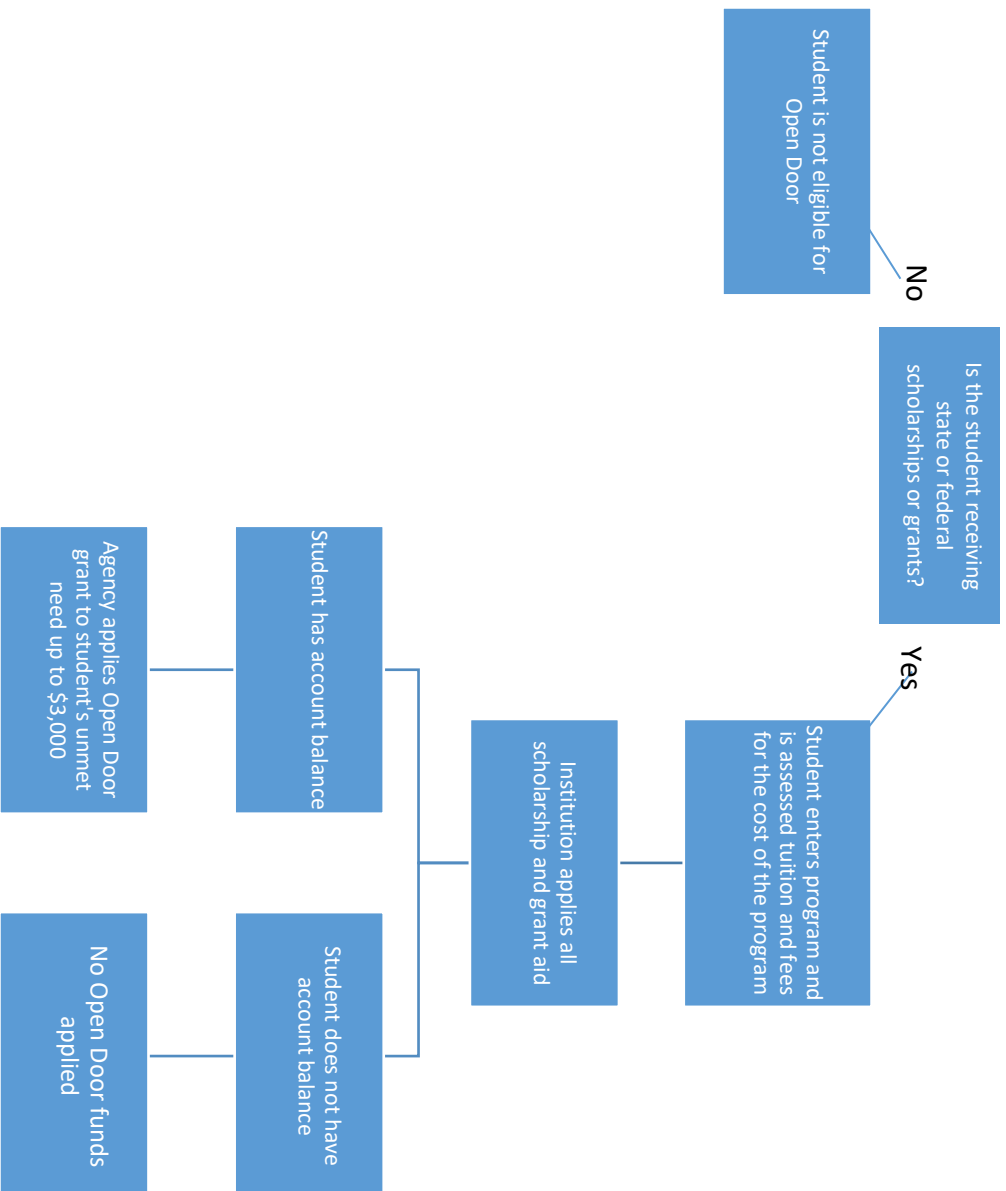 Is the student receiving
state or federal
scholarships or grants?
No
Yes
Student is not eligible for
Open Door
Student enters program and
is assessed tuition and fees
for the cost of the program
Institution applies all
scholarship and grant aid
Student has account balance
Student does not have
account balance
Agency applies Open Door
grant to student's unmet
need up to $3,000
No Open Door funds
applied